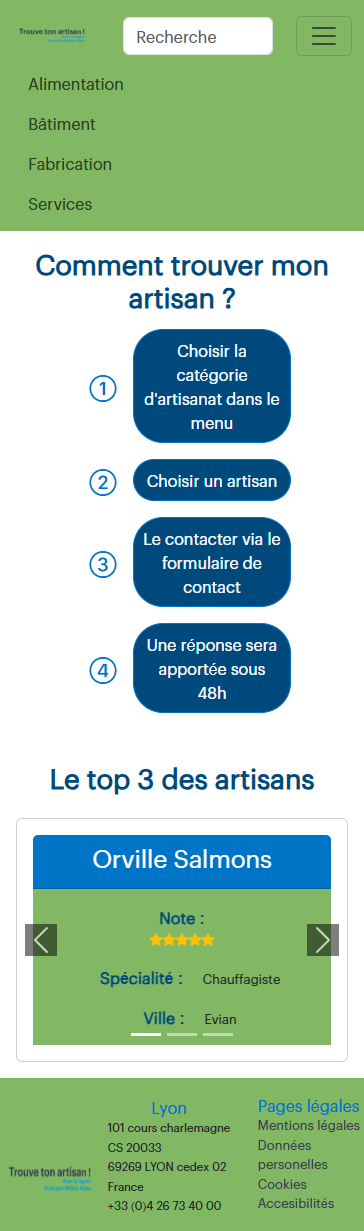 Trouve ton artisan !
Recherche
Alimentation
Bâtiment
Fabrication
Services
Comment trouver mon
artisan ?
1
Choisir la
catégorie
d'artisanat dans le
menu
2
Choisir un artisan
3
Le contacter via le
formulaire de
contact
4
Une réponse sera
apportée sous
48h
Le top 3 des artisans
Orville Salmons
Note :
Spécialité : Chauffagiste
Ville : Evian
Trouve ton artisan !
Lyon
101 cours charlemagne
CS 20033
69269 LYON cedex 02
France
+33 (0)4 26 73 40 00
Pages légales
Mentions légales
Données
personelles
Cookies
Accesibilités